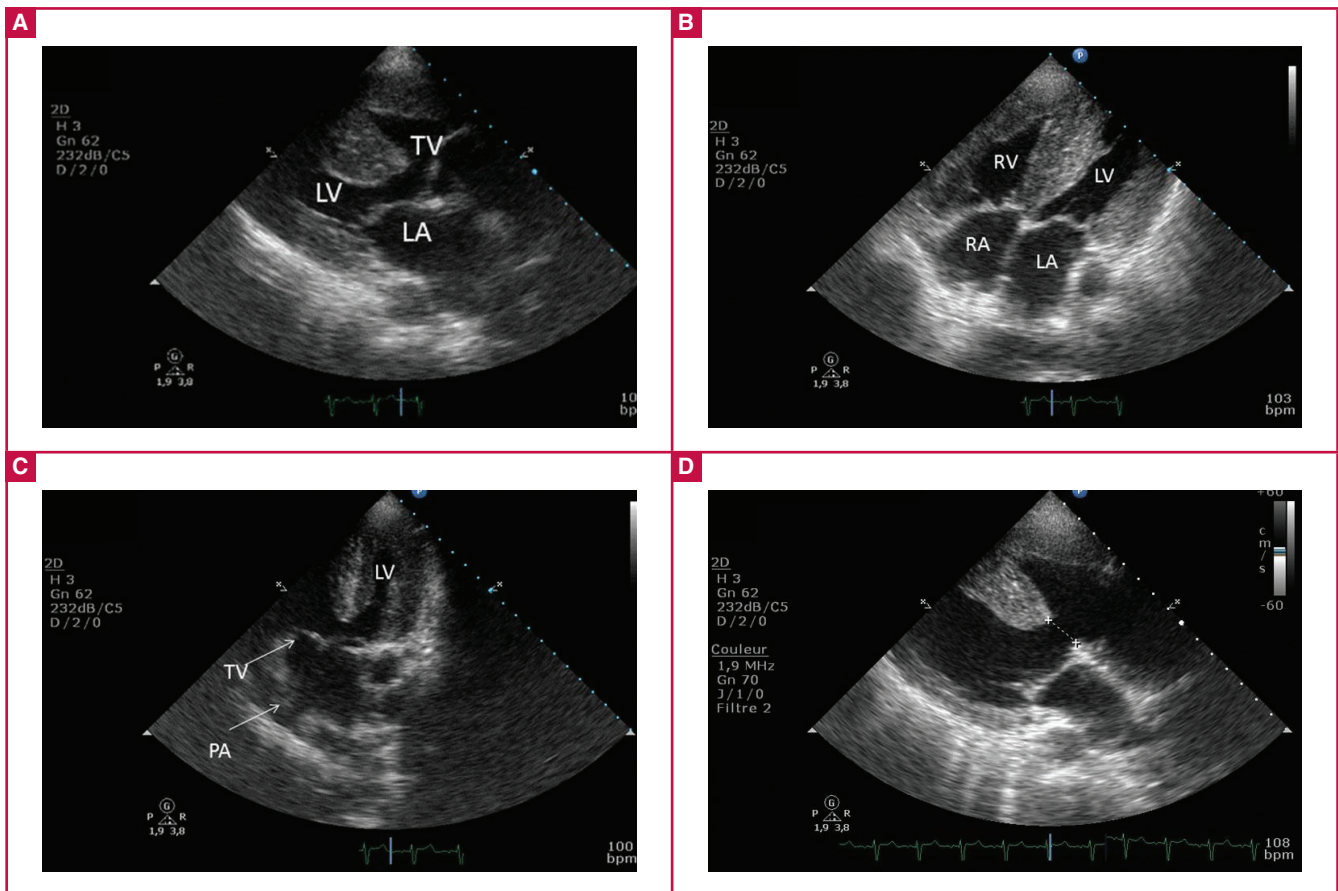 A
2D
H 3
Gn 62
232dB/C5
D/2/0
TV
LV
LA
x
x
G
P R
1,9 3,8
10
bp
B
P
2D
H 3
Gn 62
232dB/C5
D/2/0
RV
LV
RA
LA
x
x
G
P R
1,9 3,8
103
bpm
C
P
2D
H 3
Gn 62
232dB/C5
D/2/0
LV
TV
PA
x
x
G
P R
1,9 3,8
100
bpm
D
P
+60
cm/s
-60
2D
H 3
Gn 62
232dB/C5
D/2/0
Couleur
1,9 MHz
Gn 70
J/1/0
Filtre 2
x
x
G
P R
1,9 3,8
108
bpm